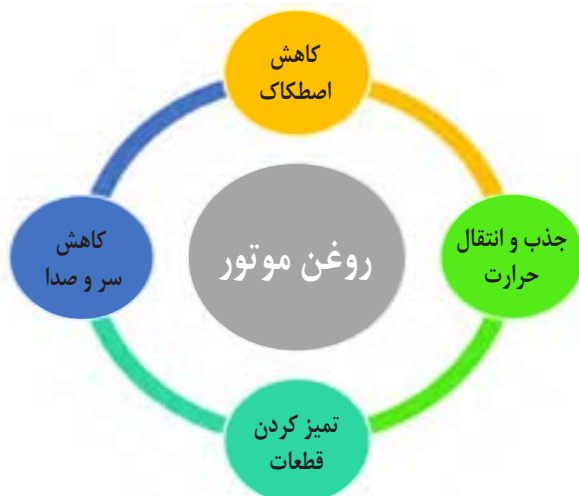 کاهش
اصطکاک
جذب و انتقال
حرارت
روغن موتور
کاهش
سر و صدا
تمیز کردن
قطعات